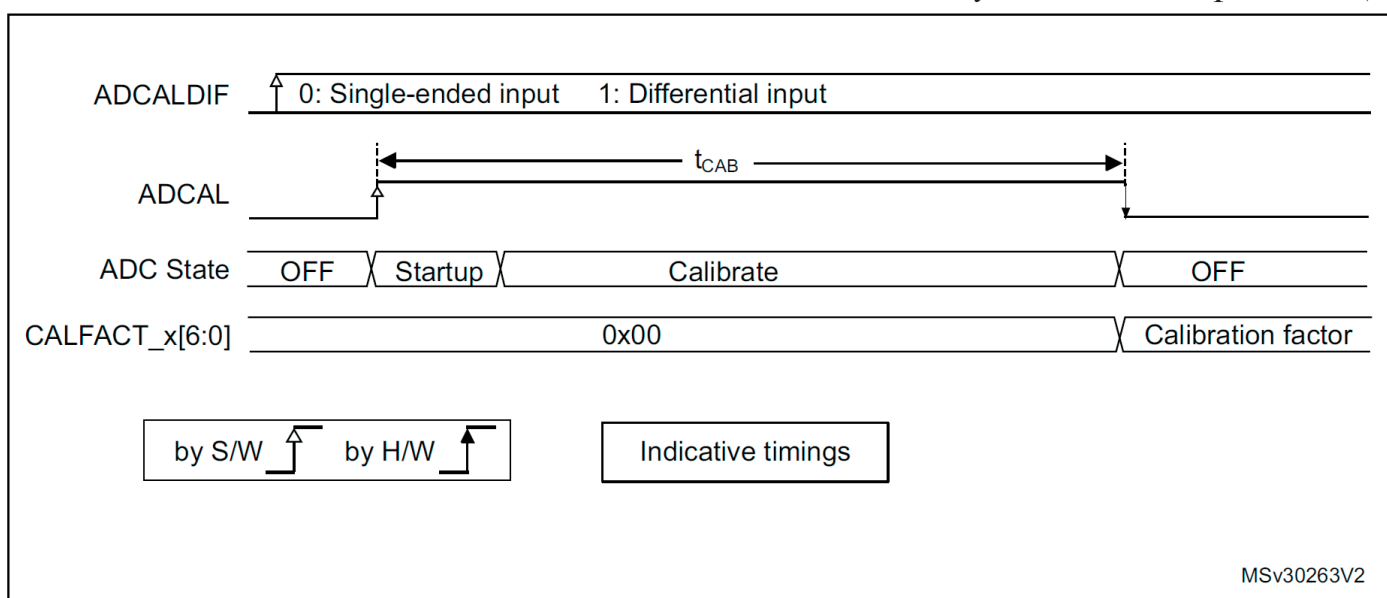 ADCALDIF 0: Single-ended input 1: Differential input
t_CAB
ADCAL
ADC State OFF Startup Calibrate OFF
CALFACT_x[6:0] 0x00 Calibration factor
by S/W by H/W Indicative timings
MSv30263V2